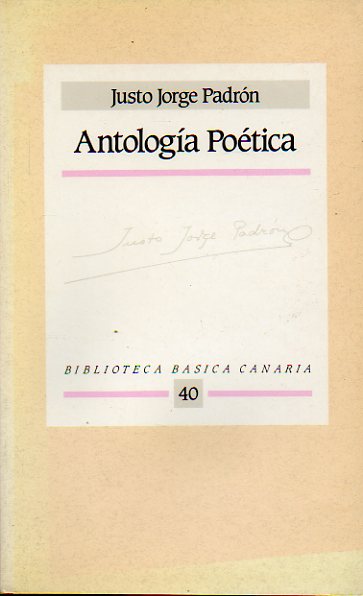 Justo Jorge Padrón
Antología Poética
Justo Jorge Padrón
BIBLIOTECA BASICA CANARIA
40